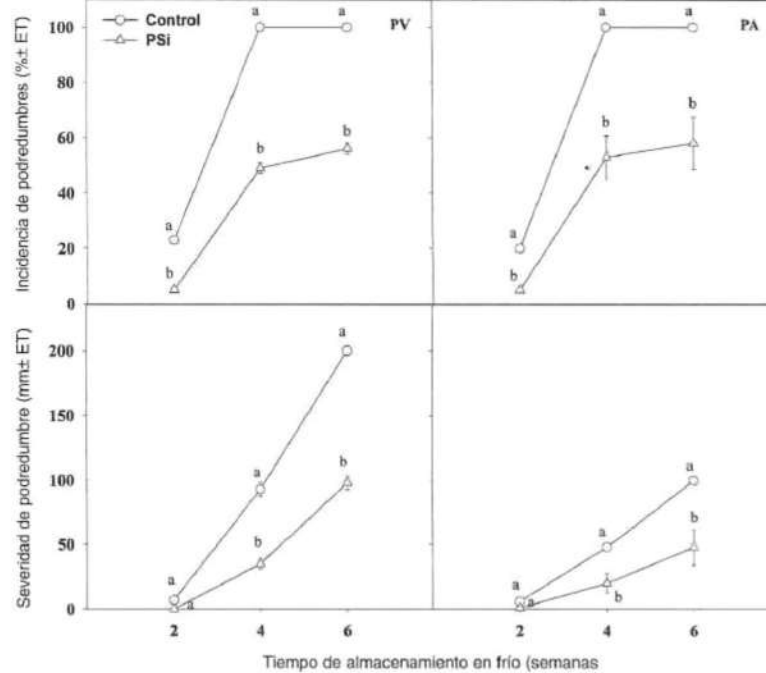 Control
PSi
PV
PA
Incidencia de podredumbres (%± ET)
100
80
60
40
20
0
a
a
a
b
b
b
a
a
a
b
b
b
Severidad de podredumbre (mm± ET)
200
150
100
50
0
a
a
a
b
b
a
a
a
a
b
b
a
2
4
6
2
4
6
Tiempo de almacenamiento en frío (semanas